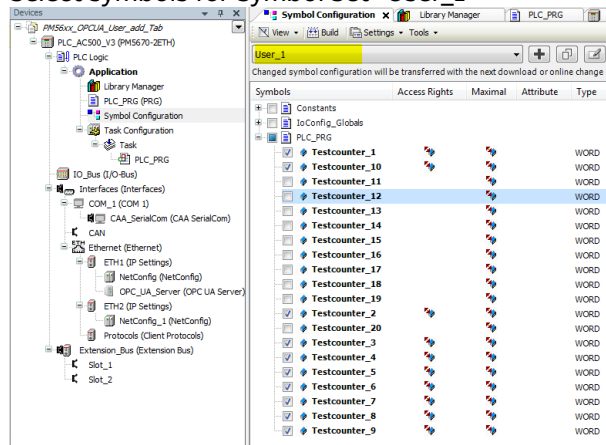 Select Symbols for Symbol Set "User_1"
Devices
PM56xx_OPCUA_User_add_Tab
PLC_AC500_V3 (PM5670-2ETH)
PLC Logic
Application
Library Manager
PLC_PRG (PRG)
Symbol Configuration
Task Configuration
Task
PLC_PRG
IO_Bus (I/O-Bus)
Interfaces (Interfaces)
COM_1 (COM 1)
CAA_SerialCom (CAA SerialCom)
CAN
Ethernet (Ethernet)
ETH1 (IP Settings)
NetConfig (NetConfig)
OPC_UA_Server (OPC UA Server)
ETH2 (IP Settings)
NetConfig_1 (NetConfig)
Protocols (Client Protocols)
Extension_Bus (Extension Bus)
Slot_1
Slot_2
Symbol Configuration Library Manager PLC_PRG
View Build Settings Tools
User_1
Changed symbol configuration will be transferred with the next download or online change
Symbols Access Rights Maximal Attribute Type
Constants
IoConfig_Globals
PLC_PRG
Testcounter_1 WORD
Testcounter_10 WORD
Testcounter_11 WORD
Testcounter_12 WORD
Testcounter_13 WORD
Testcounter_14 WORD
Testcounter_15 WORD
Testcounter_16 WORD
Testcounter_17 WORD
Testcounter_18 WORD
Testcounter_19 WORD
Testcounter_2 WORD
Testcounter_20 WORD
Testcounter_3 WORD
Testcounter_4 WORD
Testcounter_5 WORD
Testcounter_6 WORD
Testcounter_7 WORD
Testcounter_8 WORD
Testcounter_9 WORD